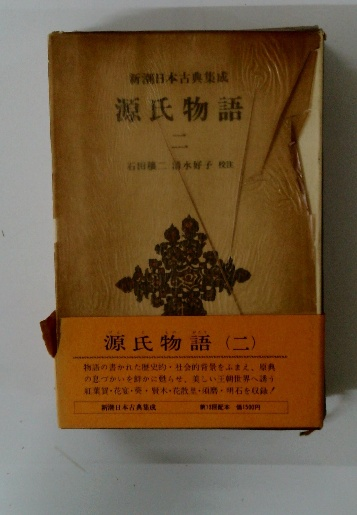 新潮日本古典集成
源氏物語
二
石田穣二 清水好子 校注
源氏物語（二）
物語の書かれた歴史的・社会的背景をふまえ、原典
の息づかいを鮮かに甦らせ、美しい王朝世界へ誘う
紅葉賀・花宴・葵・賢木・花散里・須磨・明石を収録！
新潮日本古典集成 回配本